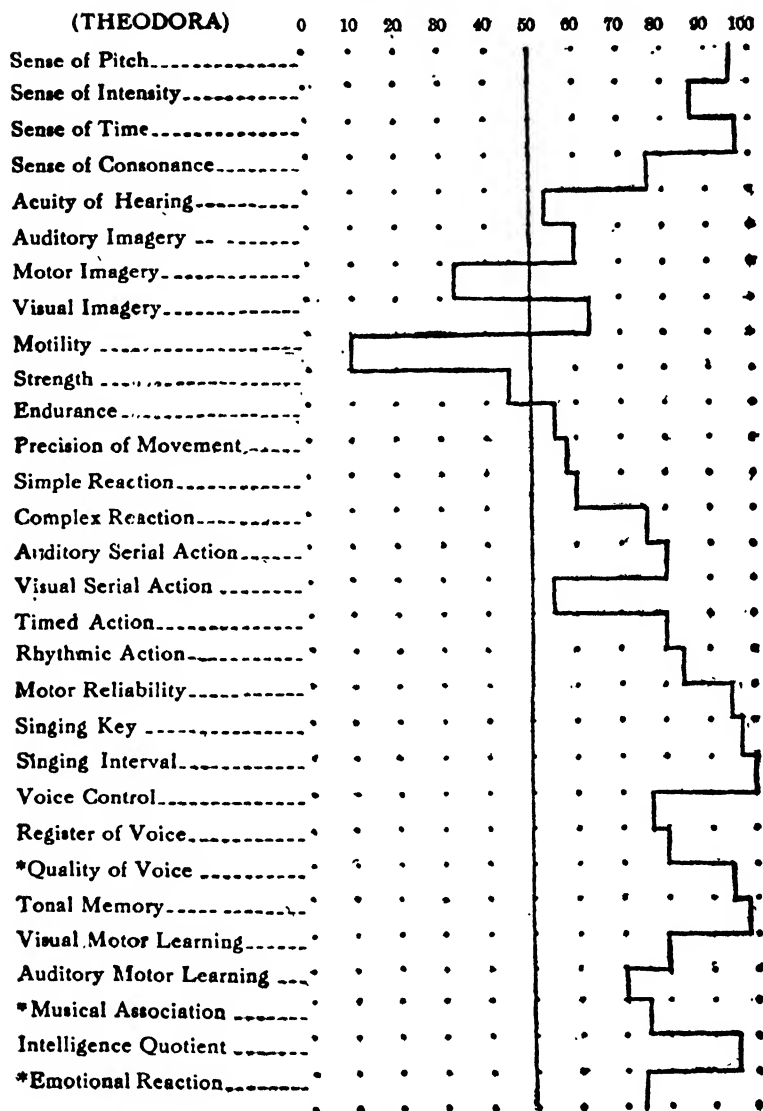 (THEODORA) 0 10 20 30 40 50 60 70 80 90 100
Sense of Pitch
Sense of Intensity
Sense of Time
Sense of Consonance
Acuity of Hearing
Auditory Imagery
Motor Imagery
Visual Imagery
Motility
Strength
Endurance
Precision of Movement
Simple Reaction
Complex Reaction
Auditory Serial Action
Visual Serial Action
Timed Action
Rhythmic Action
Motor Reliability
Singing Key
Singing Interval
Voice Control
Register of Voice
*Quality of Voice
Tonal Memory
Visual Motor Learning
Auditory Motor Learning
*Musical Association
Intelligence Quotient
*Emotional Reaction